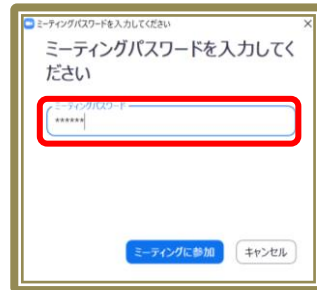 ミーティングパスワードを入力してください
ミーティングパスワードを入力してく
ださい
ミーティングパスワード
******
ミーティングに参加
キャンセル